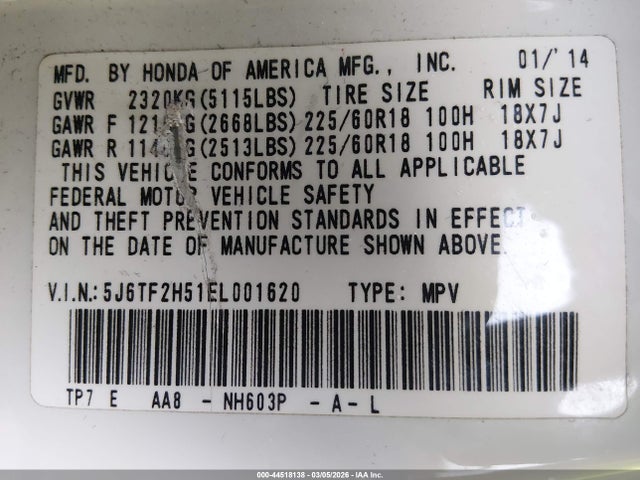 MFD. BY HONDA OF AMERICA MFG., INC. 01/'14
GVWR 2320KG(5115LBS) TIRE SIZE RIM SIZE
GAWR F (2668LBS) 225/60R18 100H 18X7J
GAWR R (2513LBS) 225/60R18 100H 18X7J
THIS VEHICLE CONFORMS TO ALL APPLICABLE
FEDERAL MOTOR VEHICLE SAFETY
AND THEFT PREVENTION STANDARDS IN EFFECT
ON THE DATE OF MANUFACTURE SHOWN ABOVE.
V.I.N.:5J6TF2H51EL001620 TYPE: MPV
TP7 E AA8 - NH603P - A - L
000-44518138 - 03/05/2026 - IAA Inc.